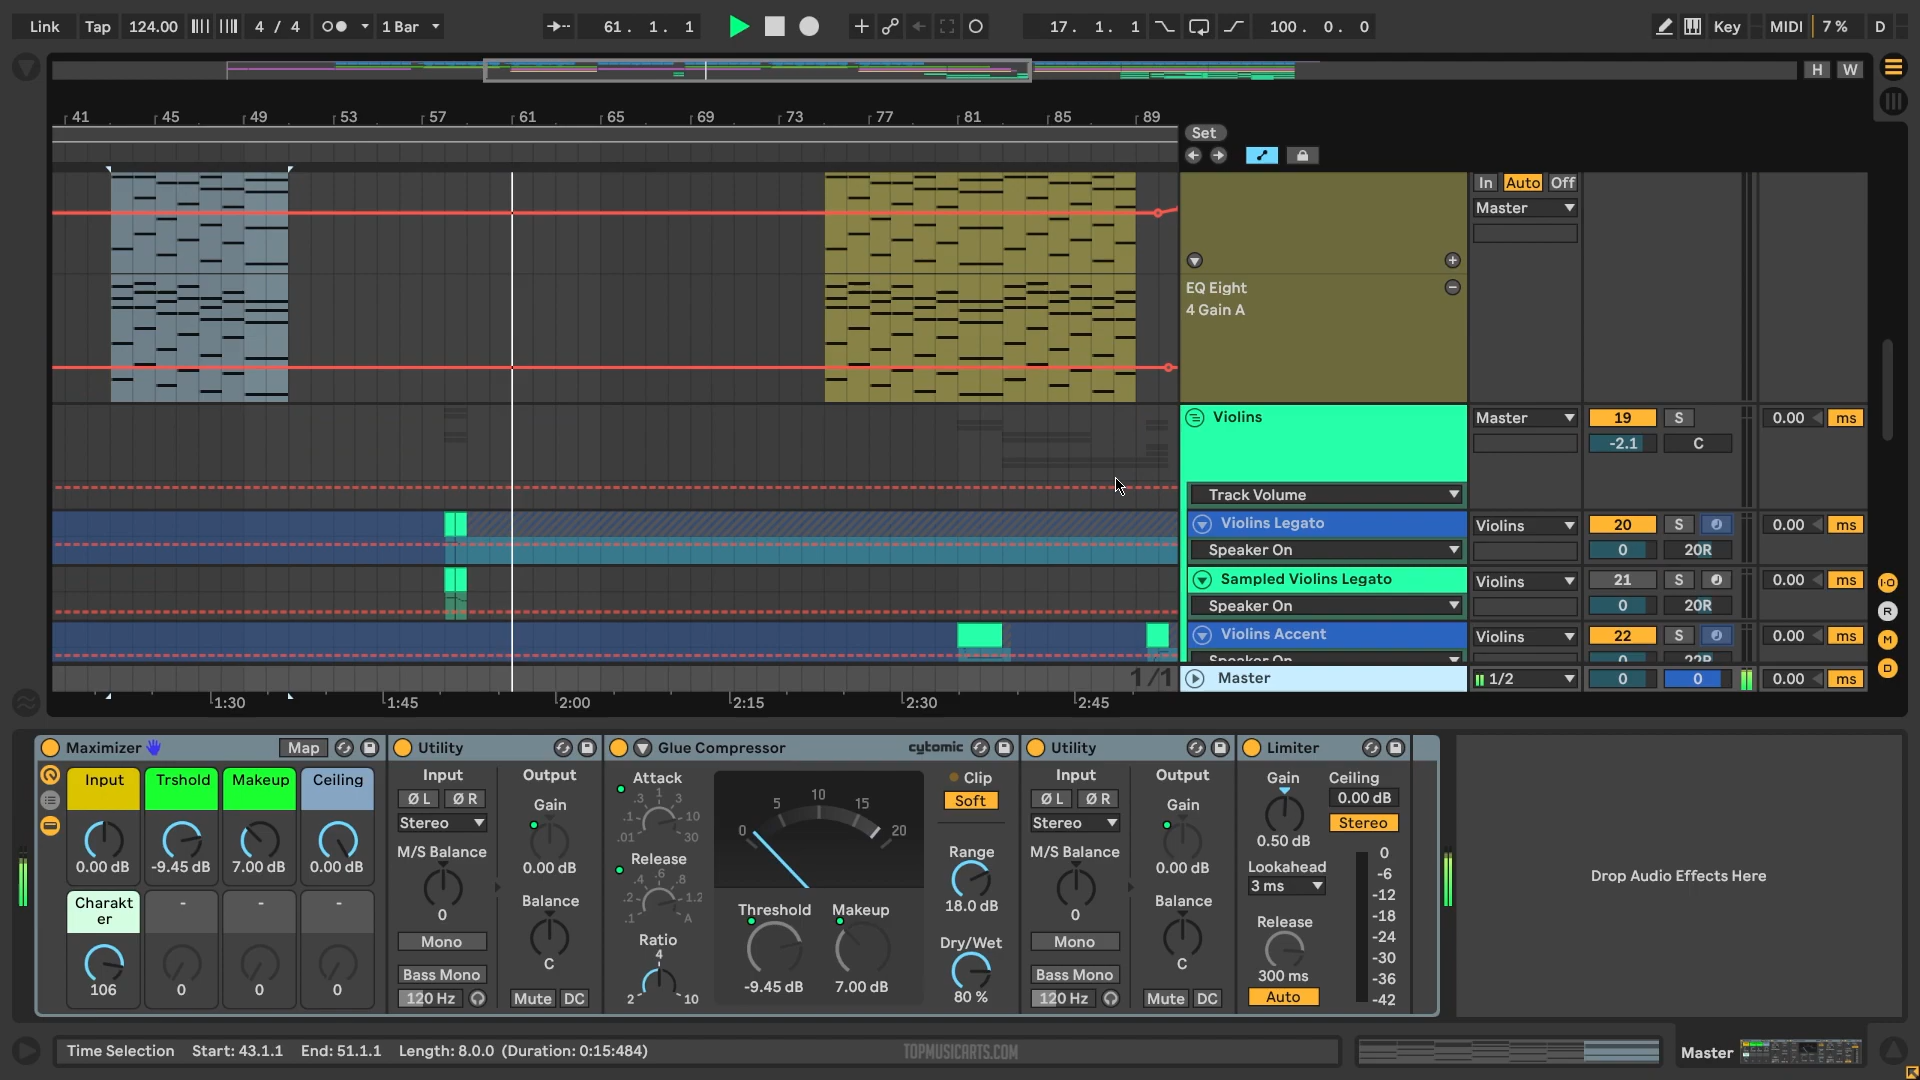 Link Tap 124.00 4 / 4 1 Bar 61. 1. 1 17. 1. 1 100. 0. 0 Key MIDI 7 % D
H W
41 45 49 53 57 61 65 69 73 77 81 85 89
Set
In Auto Off
Master
EQ Eight
4 Gain A
Violins Master 19 S 0.00 ms
-2.1 C
Track Volume
Violins Legato Violins 20 S 0.00 ms
Speaker On 0 20R
Sampled Violins Legato Violins 21 S 0.00 ms
Speaker On 0 20R
Violins Accent Violins 22 S 0.00 ms
Speaker On 0 22R
1/1 Master 1/2 0 0 0.00 ms
1:30 1:45 2:00 2:15 2:30 2:45
I·O
R
M
D
Maximizer Map
Input Trshold Makeup Ceiling
0.00 dB -9.45 dB 7.00 dB 0.00 dB
Charakt
er - - -
106 0 0 0
Utility
Input Output
Ø L Ø R Gain
Stereo
M/S Balance 0.00 dB
Balance
0
Mono C
Bass Mono
120 Hz Mute DC
Glue Compressor cytomic
Attack
.01 .1 .3 1 3 10 30
Release
.1 .2 .4 .6 .8 1.2 A
Ratio
2 4 10
0 5 10 15 20
Threshold Makeup
-9.45 dB 7.00 dB
Clip
Soft
Range
18.0 dB
Dry/Wet
80 %
Utility
Input Output
Ø L Ø R Gain
Stereo
M/S Balance 0.00 dB
Balance
0
Mono C
Bass Mono
120 Hz Mute DC
Limiter
Gain Ceiling
0.00 dB
Stereo
0.50 dB
Lookahead
3 ms
Release
300 ms
Auto
0
-6
-12
-18
-24
-30
-36
-42
Drop Audio Effects Here
Time Selection Start: 43.1.1 End: 51.1.1 Length: 8.0.0 (Duration: 0:15:484)
TOPMUSICARTS.COM
Master